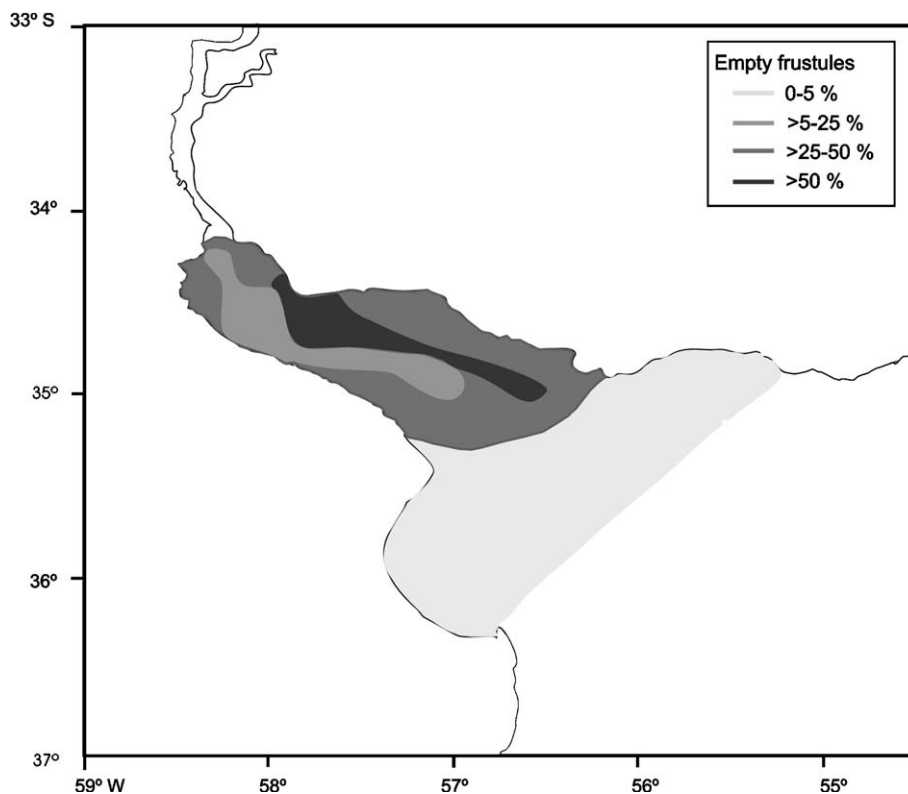 33º S
Empty frustules
0-5 %
>5-25 %
>25-50 %
>50 %
34º
35º
36º
37º
59º W
58º
57º
56º
55º